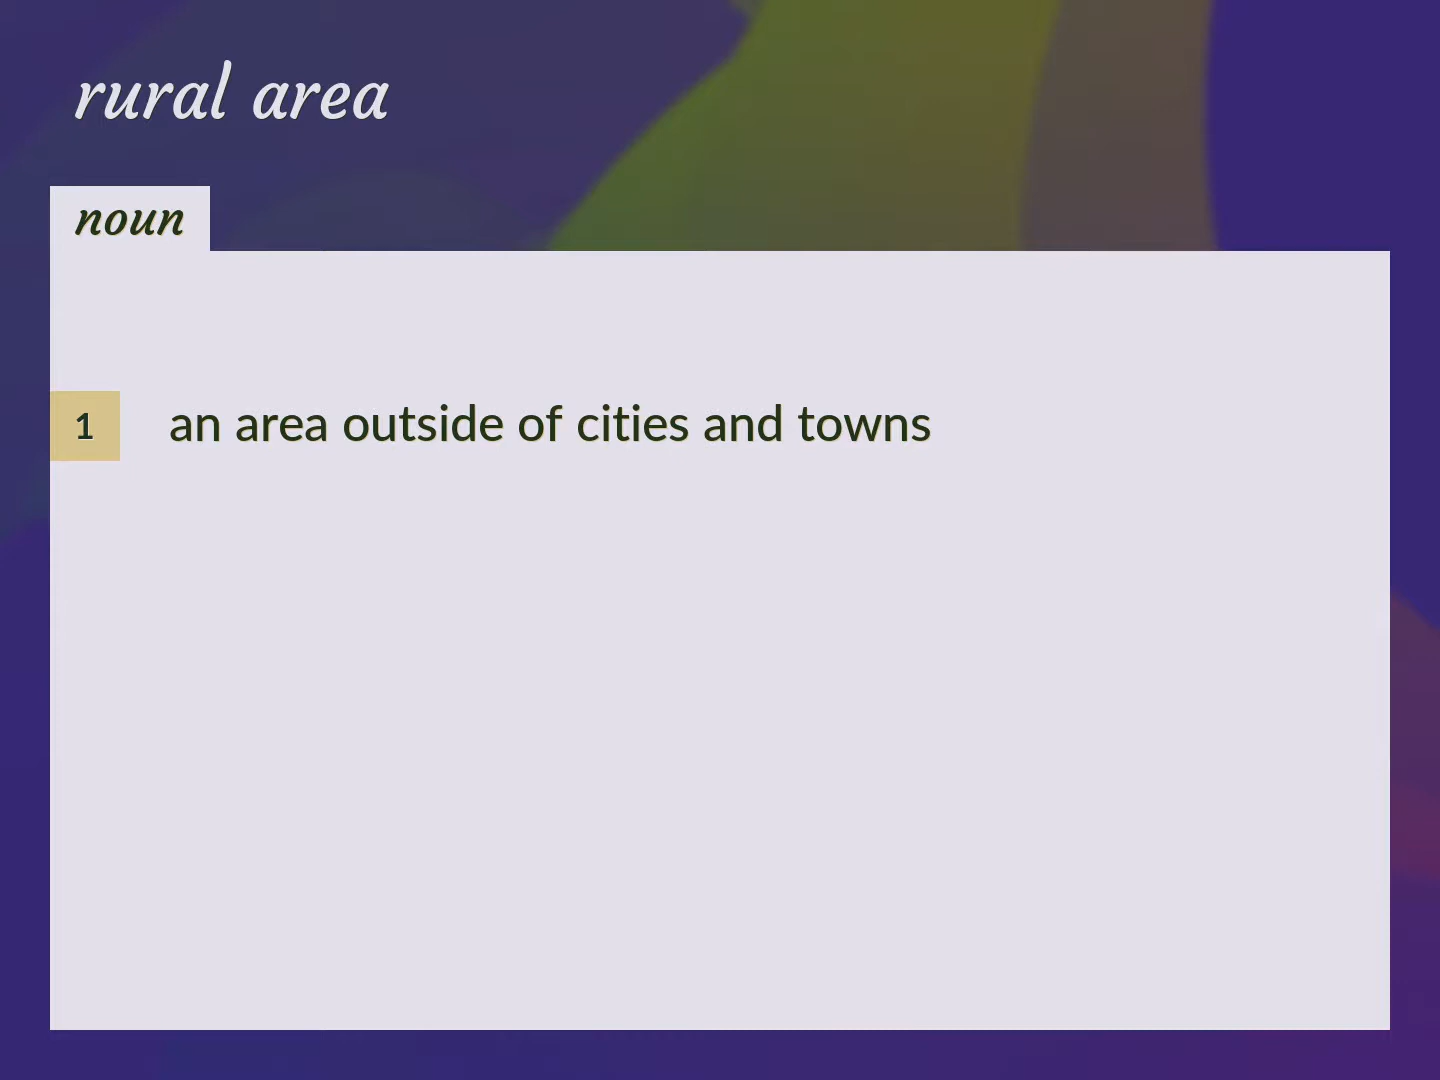 rural area
noun
1 an area outside of cities and towns